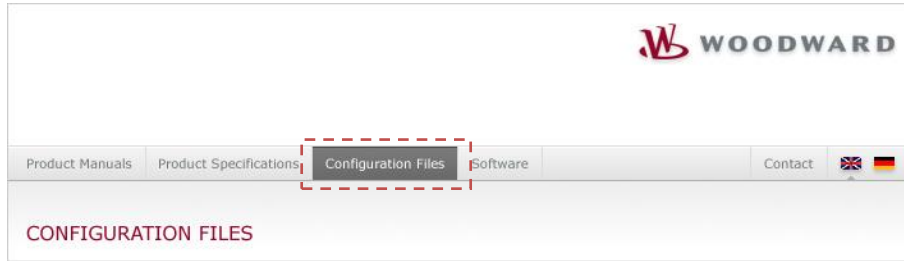 WOODWARD
Product Manuals Product Specifications Configuration Files Software Contact
CONFIGURATION FILES